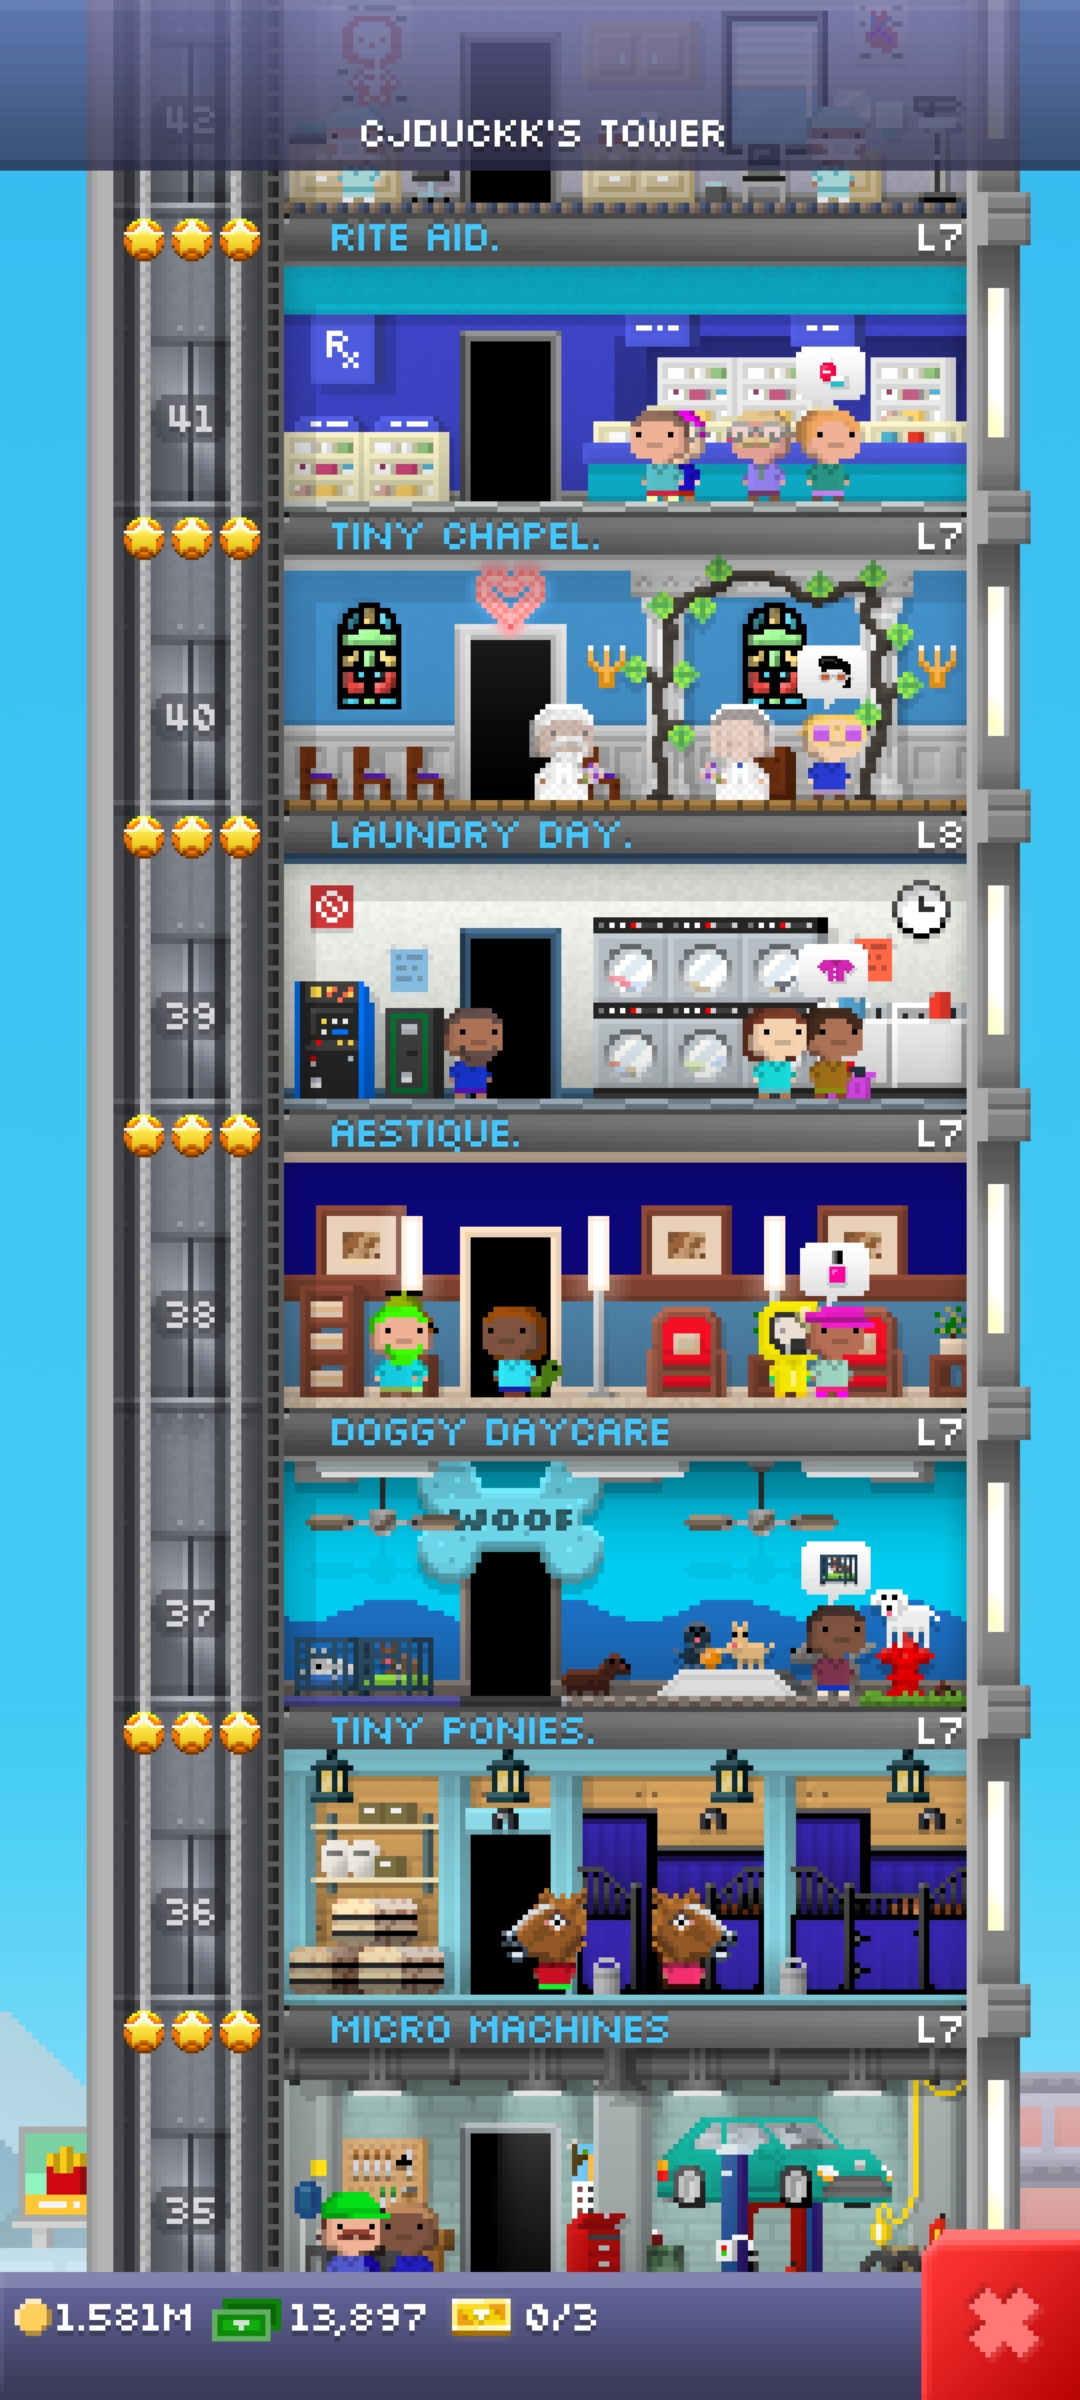 42
CJDUCKK'S TOWER
RITE AID. L7
Rx
41
TINY CHAPEL. L7
40
LAUNDRY DAY. L8
39
AESTIQUE. L7
38
DOGGY DAYCARE L7
WOOF
37
TINY PONIES. L7
36
MICRO MACHINES L7
35
1.581M 13,897 0/3